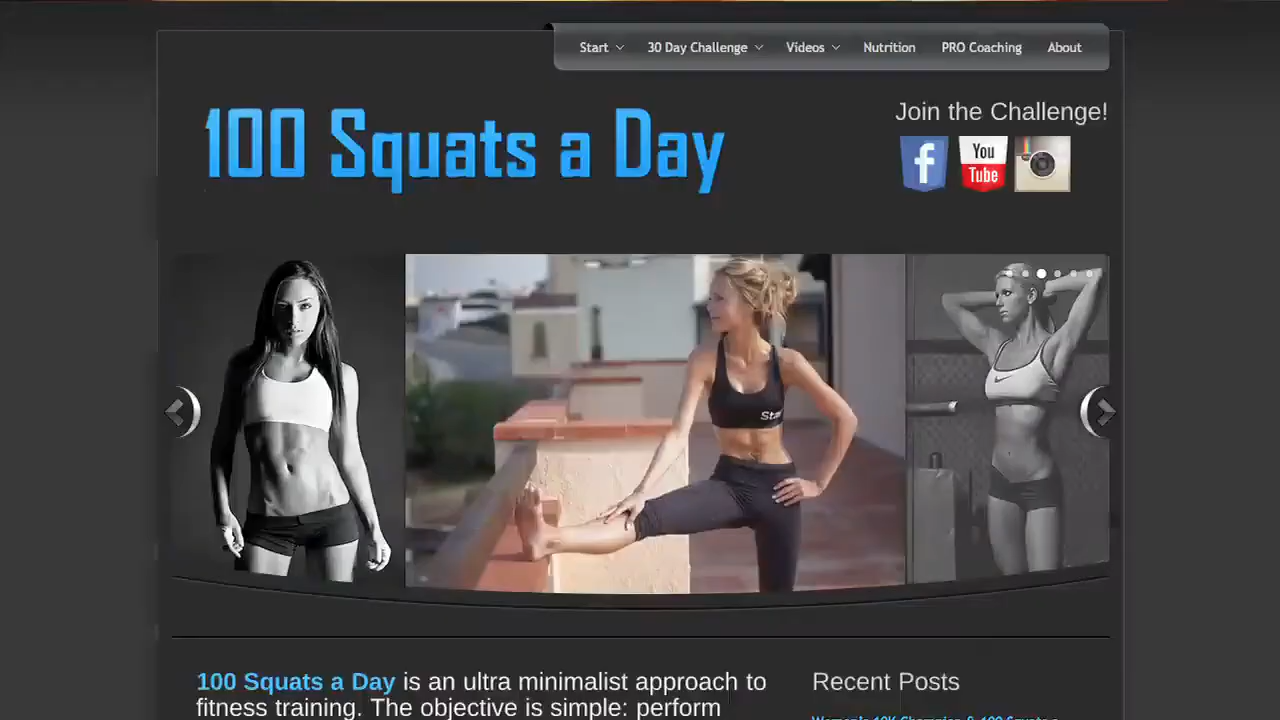 Start 30 Day Challenge Videos Nutrition PRO Coaching About
100 Squats a Day
Join the Challenge!
f
You
Tube
100 Squats a Day is an ultra minimalist approach to
fitness training. The objective is simple: perform
Recent Posts